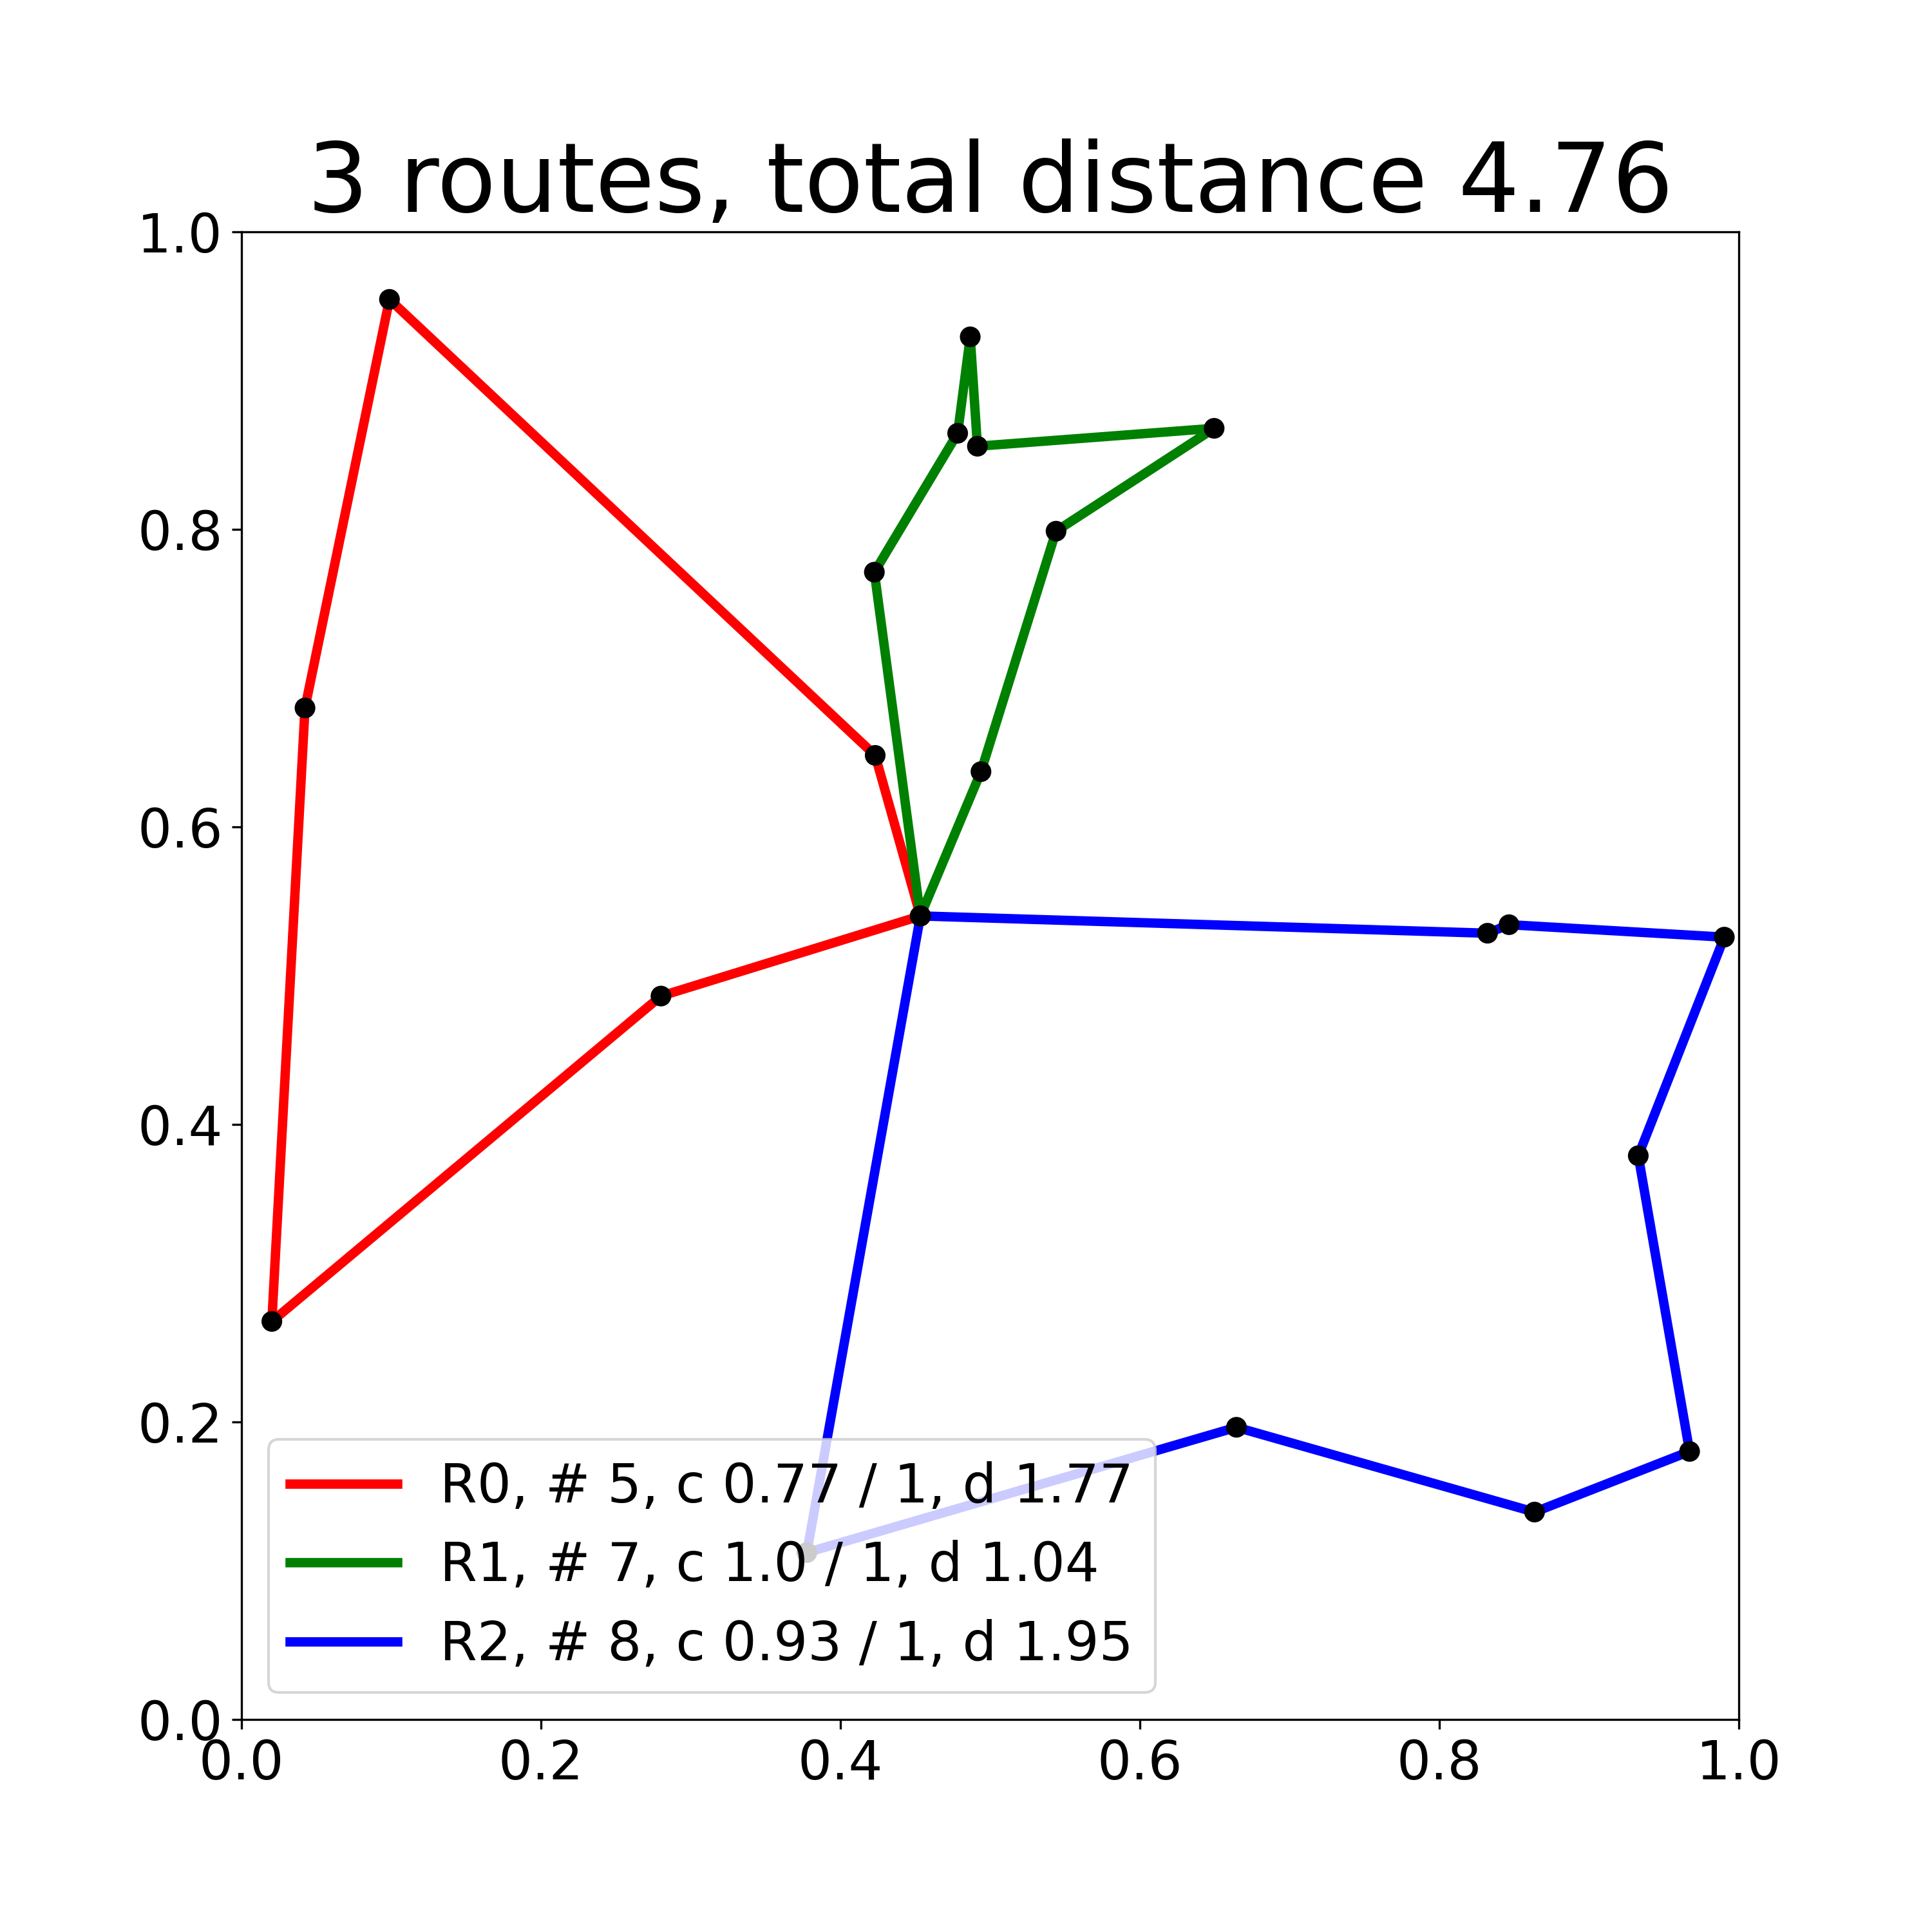 3 routes, total distance 4.76
1.0
0.8
0.6
0.4
0.2
0.0
R0, # 5, c 0.77 / 1, d 1.77
R1, # 7, c 1.0 / 1, d 1.04
R2, # 8, c 0.93 / 1, d 1.95
0.0 0.2 0.4 0.6 0.8 1.0